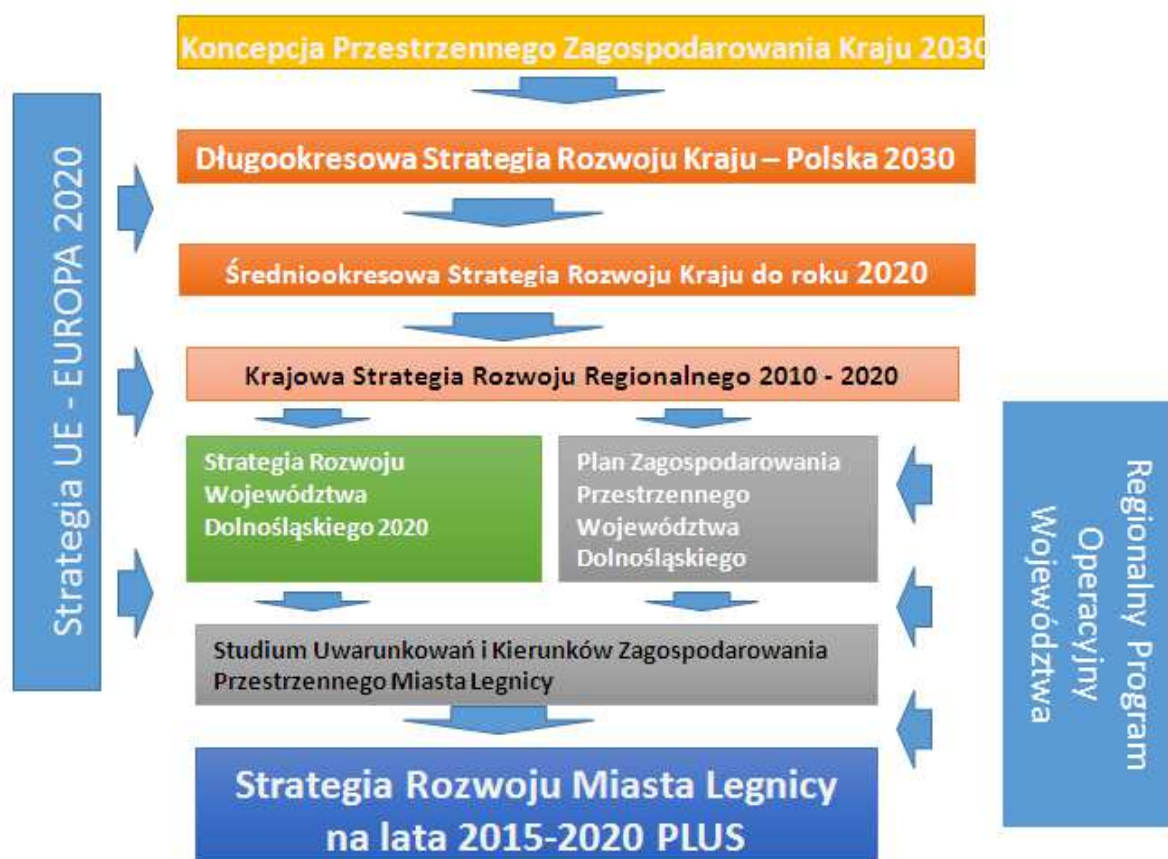 Koncepcja Przestrzennego Zagospodarowania Kraju 2030
Strategia UE - EUROPA 2020
Długookresowa Strategia Rozwoju Kraju – Polska 2030
Średniookresowa Strategia Rozwoju Kraju do roku 2020
Krajowa Strategia Rozwoju Regionalnego 2010 - 2020
Strategia Rozwoju
Województwa
Dolnośląskiego 2020
Plan Zagospodarowania
Przestrzennego
Województwa
Dolnośląskiego
Regionalny Program
Operacyjny
Województwa
Studium Uwarunkowań i Kierunków Zagospodarowania
Przestrzennego Miasta Legnicy
Strategia Rozwoju Miasta Legnicy
na lata 2015-2020 PLUS